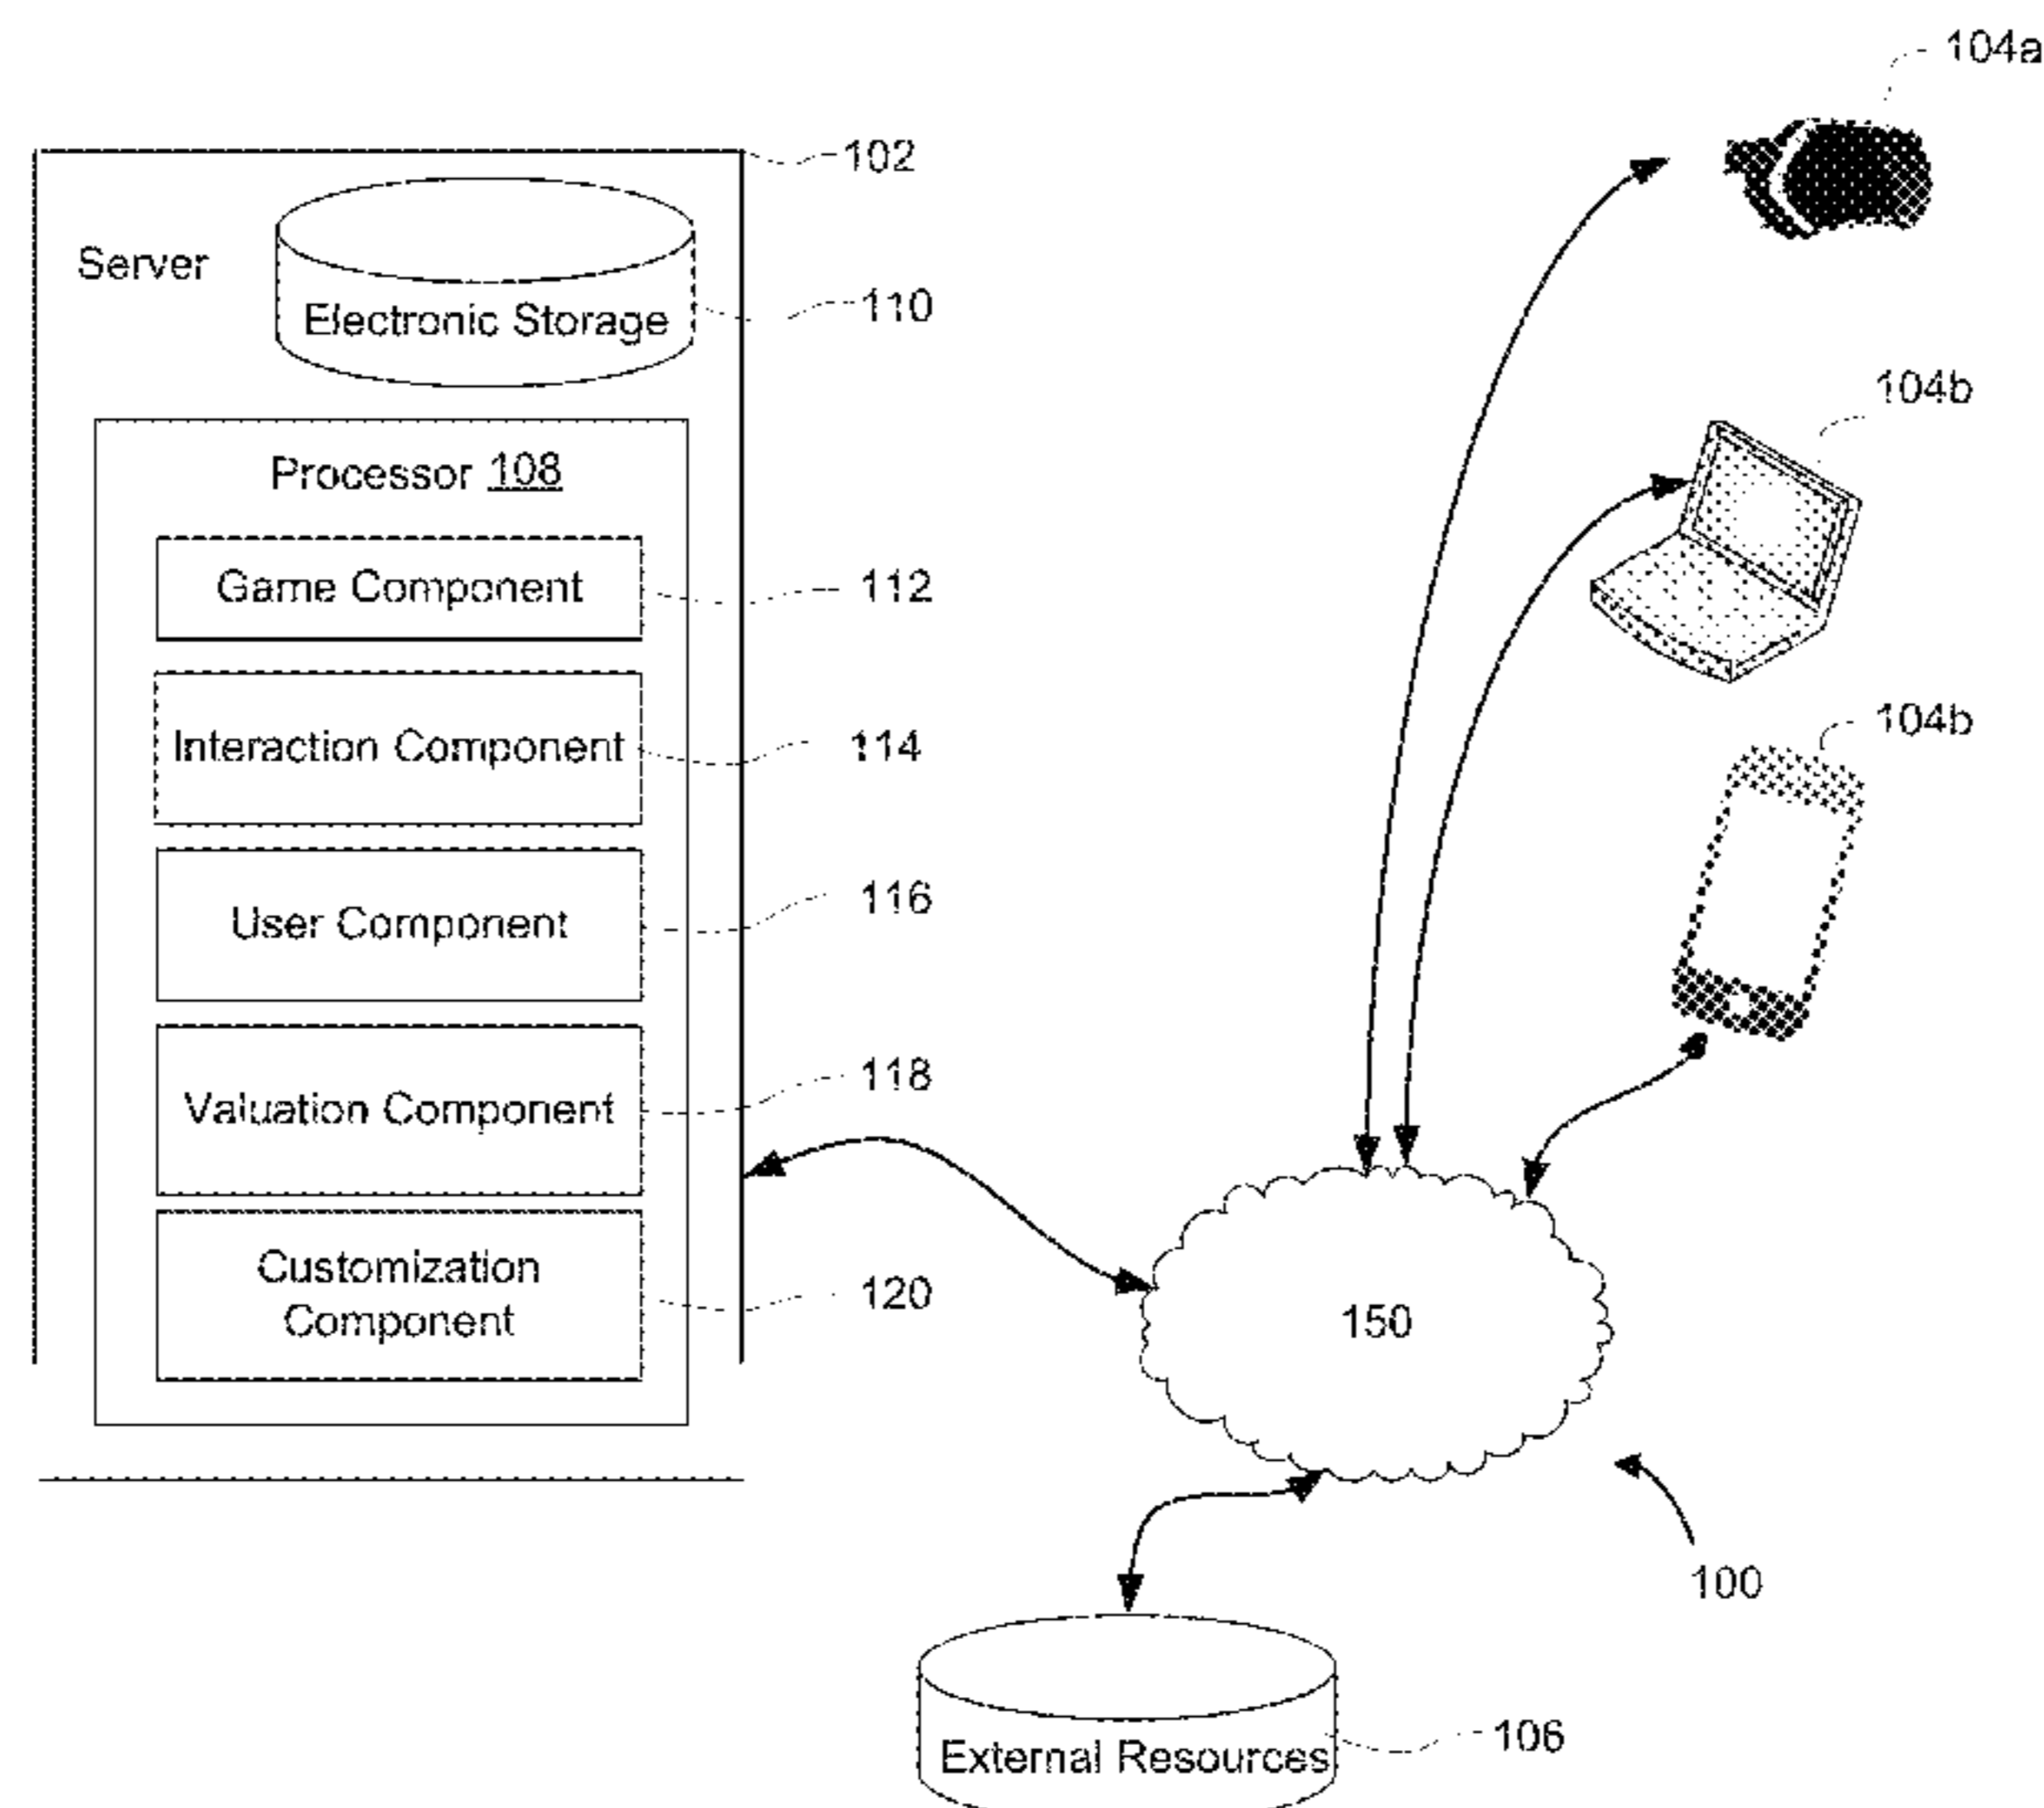 104a
102
Server
Electronic Storage
110
104b
Processor 108
Game Component
112
Interaction Component
114
104b
User Component
116
Valuation Component
118
Customization
Component
120
150
100
External Resources
106